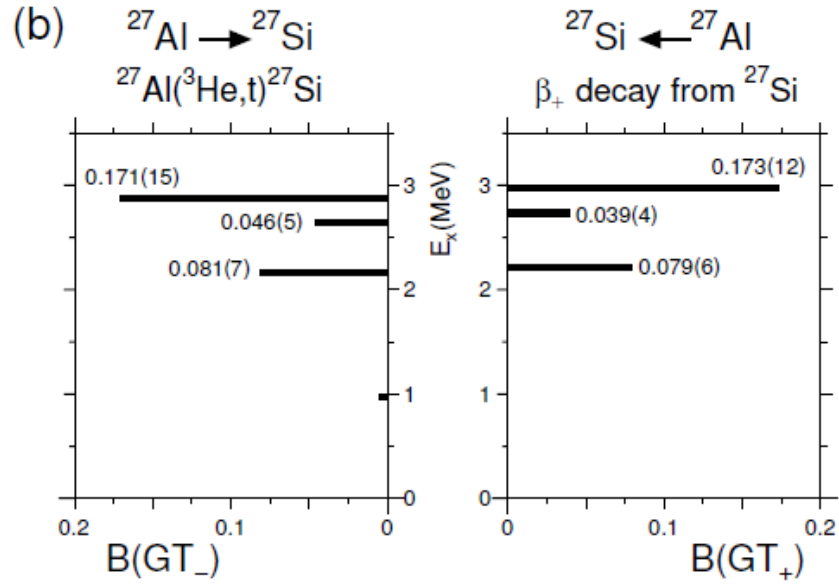 (b)
²⁷Al → ²⁷Si
²⁷Al(³He,t)²⁷Si
0.171(15)
0.046(5)
0.081(7)
3
2
1
0
0.2
0.1
0
B(GT₋)
Eₓ(MeV)
²⁷Si ← ²⁷Al
β₊ decay from ²⁷Si
0.173(12)
0.039(4)
0.079(6)
3
2
1
0
0
0.1
0.2
B(GT₊)